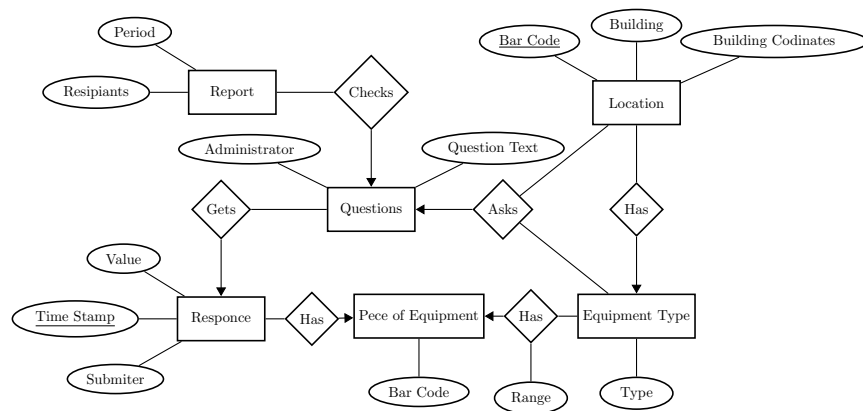 Period
Building
Bar Code
Building Codinates
Resipiants
Report
Checks
Location
Administrator
Question Text
Gets
Questions
Asks
Has
Value
Time Stamp
Responce
Has
Pece of Equipment
Has
Equipment Type
Submiter
Bar Code
Range
Type